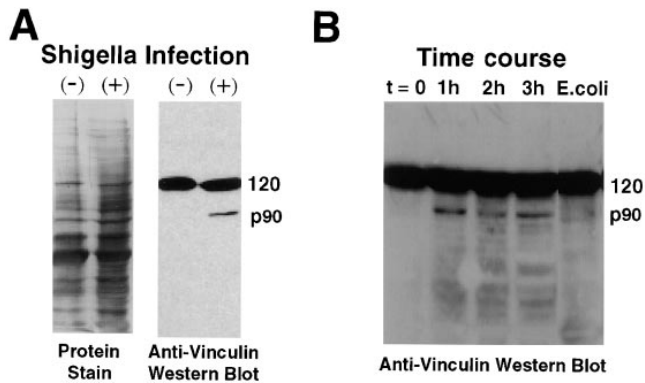 A
Shigella Infection
(-) (+) (-) (+)
120
p90
Protein
Stain
Anti-Vinculin
Western Blot
B
Time course
t = 0 1h 2h 3h E.coli
120
p90
Anti-Vinculin Western Blot